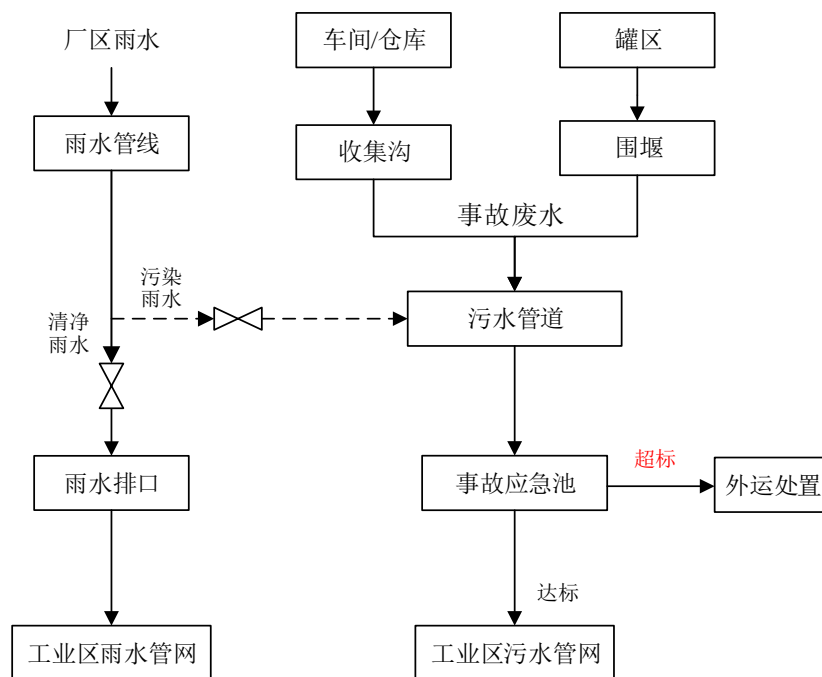 厂区雨水
车间/仓库
罐区
雨水管线
收集沟
围堰
事故废水
污染
雨水
清净
雨水
污水管道
雨水排口
事故应急池
超标
外运处置
达标
工业区雨水管网
工业区污水管网